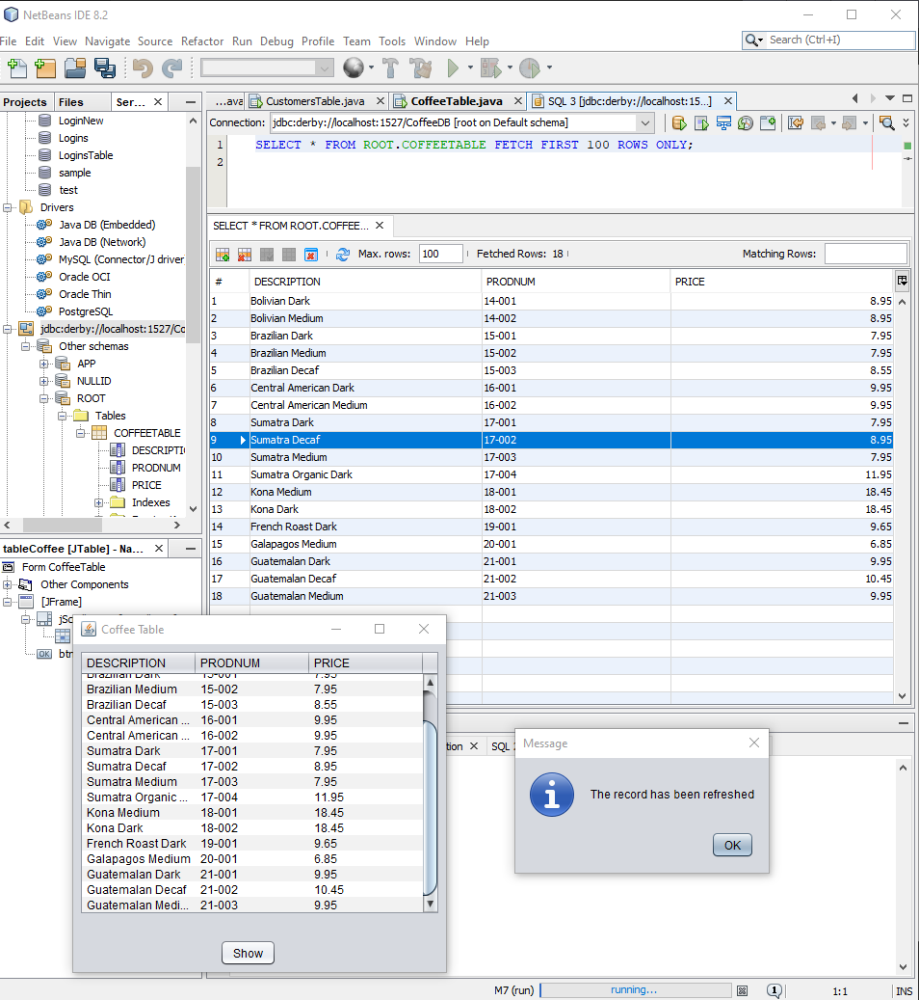 NetBeans IDE 8.2
File Edit View Navigate Source Refactor Run Debug Profile Team Tools Window Help
Search (Ctrl+I)
Projects Files Ser...
...ava CustomersTable.java CoffeeTable.java SQL 3 [jdbc:derby://localhost:15...]
Connection: jdbc:derby://localhost:1527/CoffeeDB [root on Default schema]
1 SELECT * FROM ROOT.COFFEETABLE FETCH FIRST 100 ROWS ONLY;
2
LoginNew
Logins
LoginsTable
sample
test
Drivers
Java DB (Embedded)
Java DB (Network)
MySQL (Connector/J driver
Oracle OCI
Oracle Thin
PostgreSQL
jdbc:derby://localhost:1527/Co
Other schemas
APP
NULLID
ROOT
Tables
COFFEETABLE
DESCRIPTI
PRODNUM
PRICE
Indexes
SELECT * FROM ROOT.COFFEE...
Max. rows: 100 Fetched Rows: 18 Matching Rows:
# DESCRIPTION PRODNUM PRICE
1 Bolivian Dark 14-001 8.95
2 Bolivian Medium 14-002 8.95
3 Brazilian Dark 15-001 7.95
4 Brazilian Medium 15-002 7.95
5 Brazilian Decaf 15-003 8.55
6 Central American Dark 16-001 9.95
7 Central American Medium 16-002 9.95
8 Sumatra Dark 17-001 7.95
9 Sumatra Decaf 17-002 8.95
10 Sumatra Medium 17-003 7.95
11 Sumatra Organic Dark 17-004 11.95
12 Kona Medium 18-001 18.45
13 Kona Dark 18-002 18.45
14 French Roast Dark 19-001 9.65
15 Galapagos Medium 20-001 6.85
16 Guatemalan Dark 21-001 9.95
17 Guatemalan Decaf 21-002 10.45
18 Guatemalan Medium 21-003 9.95
tableCoffee [JTable] - Na...
Form CoffeeTable
Other Components
[JFrame]
jSc
OK btn
Coffee Table
DESCRIPTION PRODNUM PRICE
Brazilian Dark 15-001 7.95
Brazilian Medium 15-002 7.95
Brazilian Decaf 15-003 8.55
Central American ... 16-001 9.95
Central American ... 16-002 9.95
Sumatra Dark 17-001 7.95
Sumatra Decaf 17-002 8.95
Sumatra Medium 17-003 7.95
Sumatra Organic ... 17-004 11.95
Kona Medium 18-001 18.45
Kona Dark 18-002 18.45
French Roast Dark 19-001 9.65
Galapagos Medium 20-001 6.85
Guatemalan Dark 21-001 9.95
Guatemalan Decaf 21-002 10.45
Guatemalan Medi... 21-003 9.95
Show
tion SQL
Message
The record has been refreshed
OK
M7 (run) running... 1 1:1 INS